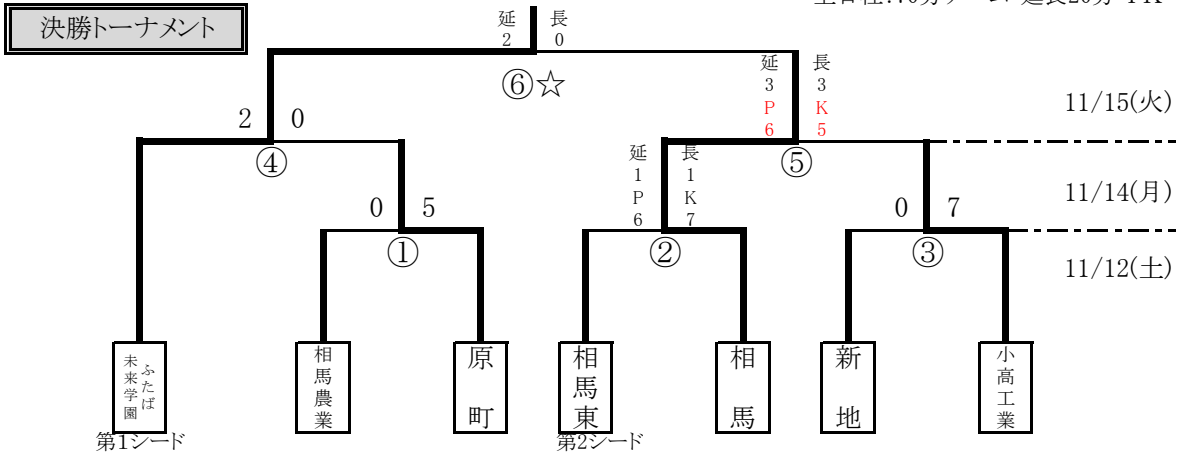 決勝トーナメント
延 長
2 0
⑥☆
延 長
3 3
P K
6 5
11/15(火)
2 0
④
⑤
延 長
1 1
P K
6 7
11/14(月)
0 5
①
②
0 7
③
11/12(土)
ふたば
未来学園
相馬農業
原町
相馬東
相馬
新地
小高工業
第1シード
第2シード